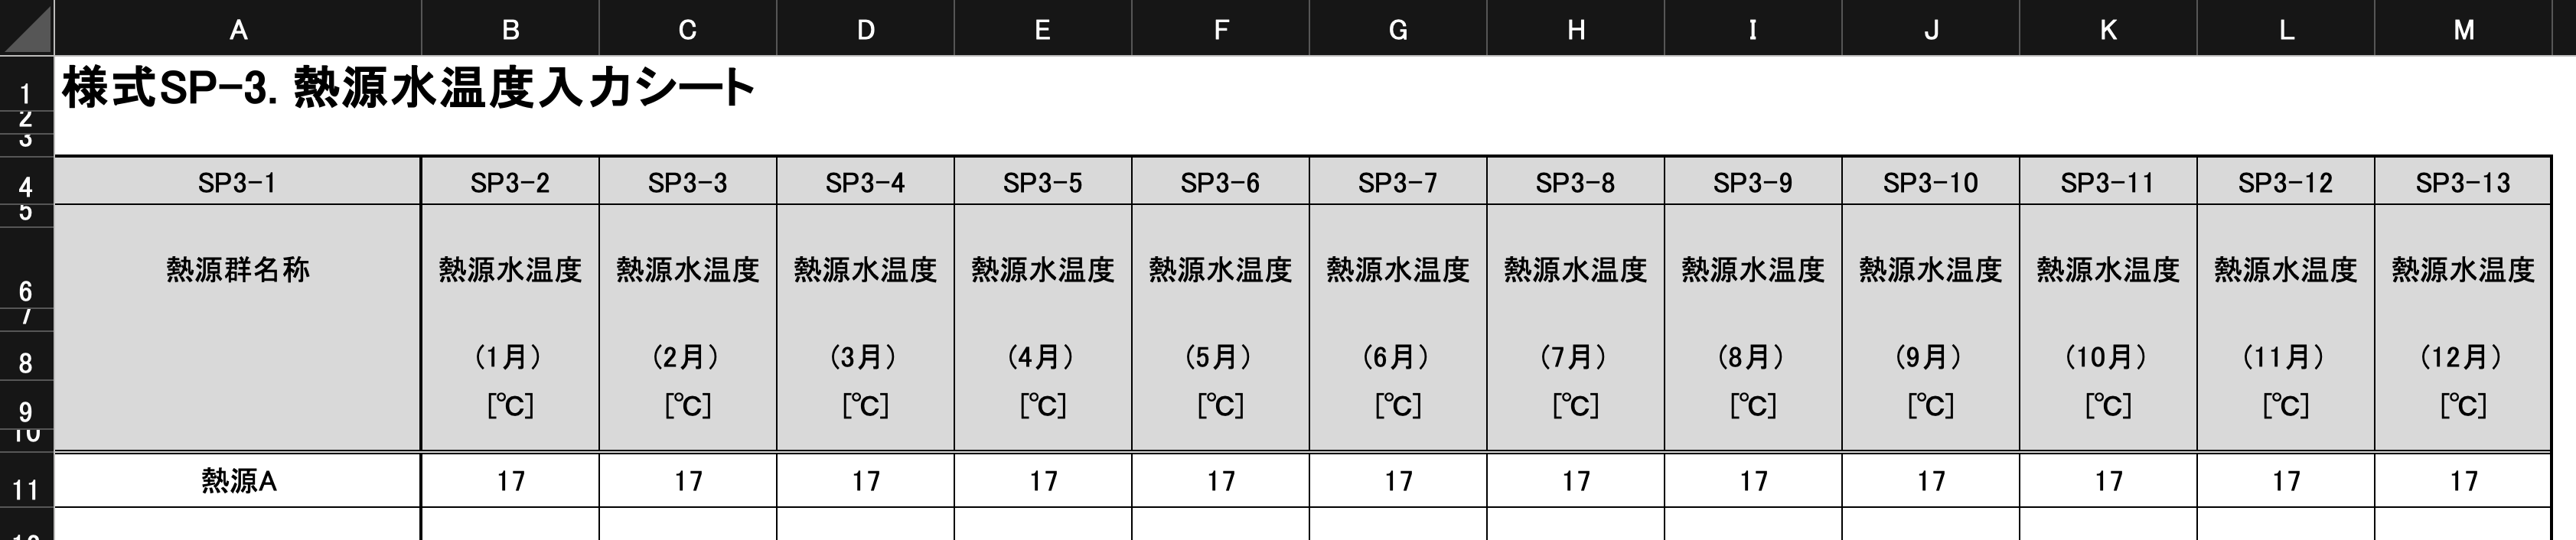 A B C D E F G H I J K L M
1 様式SP-3. 熱源水温度入力シート
2
3
4 SP3-1 SP3-2 SP3-3 SP3-4 SP3-5 SP3-6 SP3-7 SP3-8 SP3-9 SP3-10 SP3-11 SP3-12 SP3-13
5
6 熱源群名称 熱源水温度 熱源水温度 熱源水温度 熱源水温度 熱源水温度 熱源水温度 熱源水温度 熱源水温度 熱源水温度 熱源水温度 熱源水温度 熱源水温度
7
8 (1月) (2月) (3月) (4月) (5月) (6月) (7月) (8月) (9月) (10月) (11月) (12月)
9 [℃] [℃] [℃] [℃] [℃] [℃] [℃] [℃] [℃] [℃] [℃] [℃]
10
11 熱源A 17 17 17 17 17 17 17 17 17 17 17 17